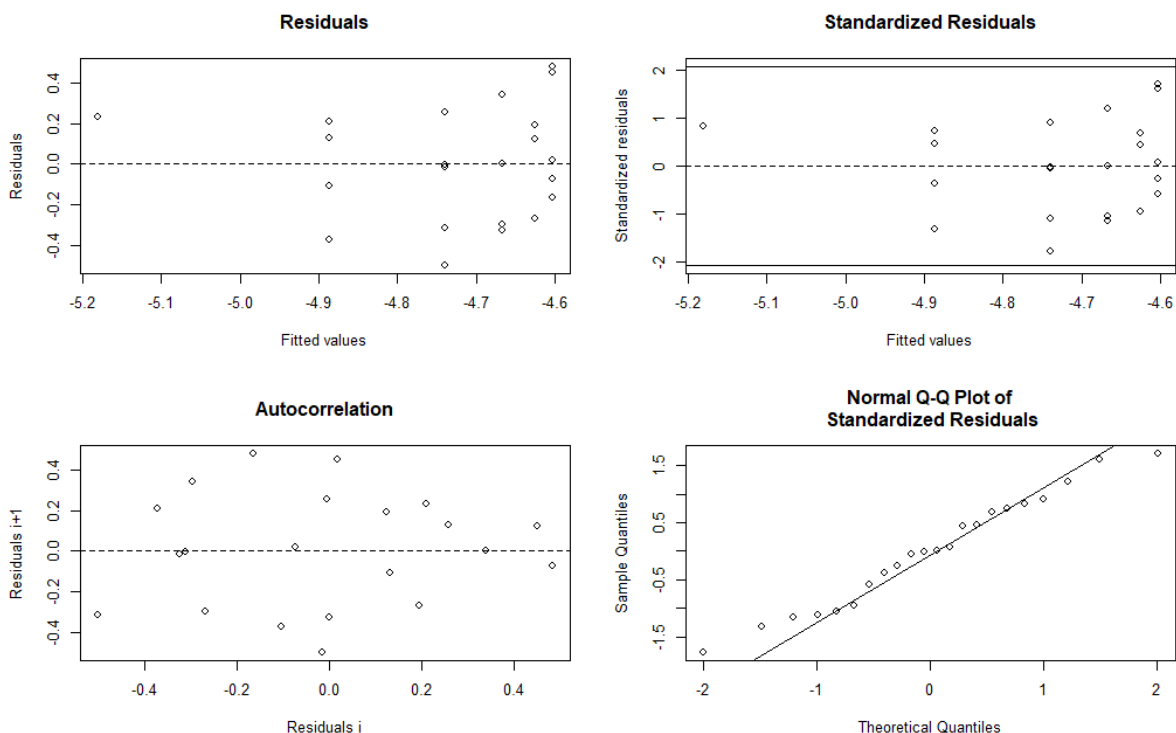 Residuals
Residuals
0.4
0.2
0.0
-0.2
-0.4
-5.2 -5.1 -5.0 -4.9 -4.8 -4.7 -4.6
Fitted values
Standardized Residuals
Standardized residuals
2
1
0
-1
-2
-5.2 -5.1 -5.0 -4.9 -4.8 -4.7 -4.6
Fitted values
Autocorrelation
Residuals i+1
0.4
0.2
0.0
-0.2
-0.4
-0.4 -0.2 0.0 0.2 0.4
Residuals i
Normal Q-Q Plot of
Standardized Residuals
Sample Quantiles
1.5
0.5
-0.5
-1.5
-2 -1 0 1 2
Theoretical Quantiles